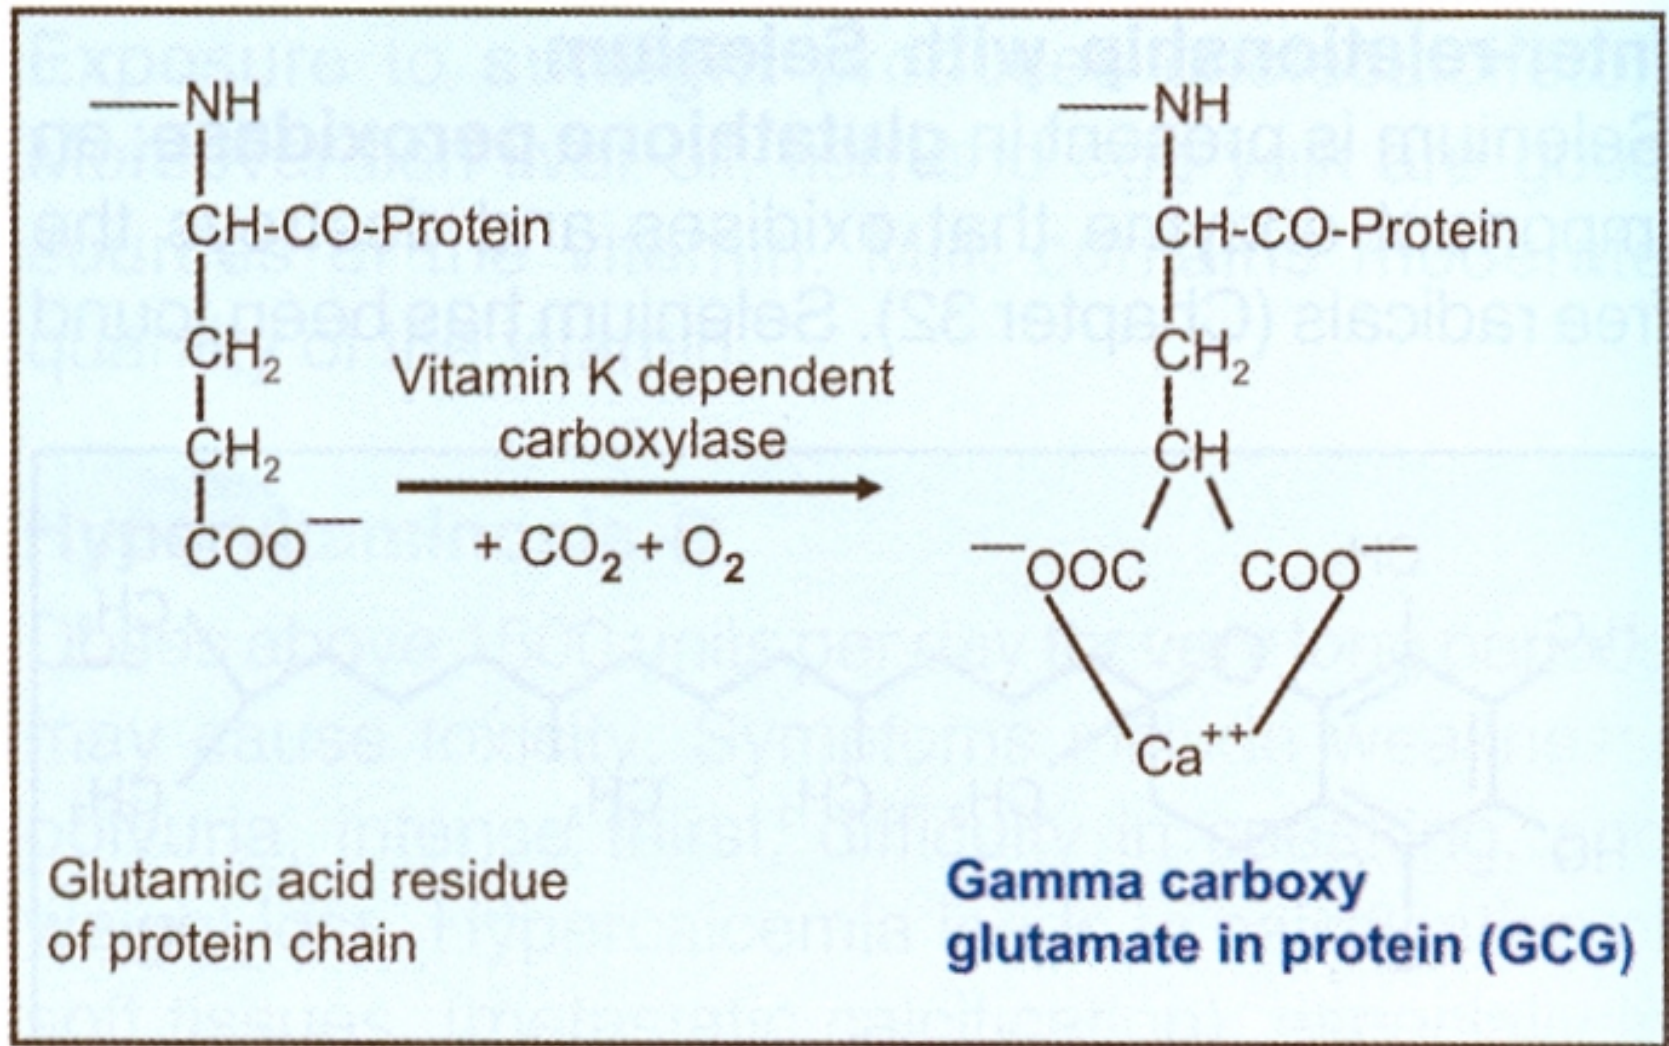 —NH
CH-CO-Protein
CH₂
CH₂
COO—
Vitamin K dependent
carboxylase
+ CO₂ + O₂
—NH
CH-CO-Protein
CH₂
CH
—OOC COO—
Ca++
Glutamic acid residue
of protein chain
Gamma carboxy
glutamate in protein (GCG)